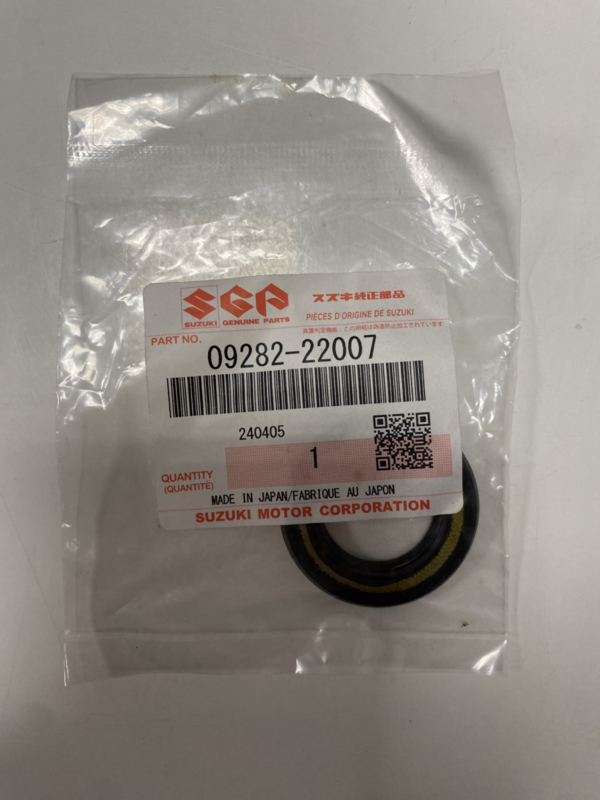 SGP
スズキ純正部品
SUZUKI GENUINE PARTS
PIÈCES D'ORIGINE DE SUZUKI
PART NO.
09282-22007
240405
1
QUANTITY
(QUANTITÉ)
MADE IN JAPAN/FABRIQUE AU JAPON
SUZUKI MOTOR CORPORATION